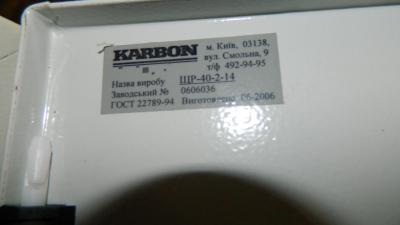 KARBON
м. Київ, 03138,
вул. Смольна, 9
т/ф 492-94-95
Назва виробу ЩР-40-2-14
Заводський № 0606036
ГОСТ 22789-94 Виготовлено 06-2006